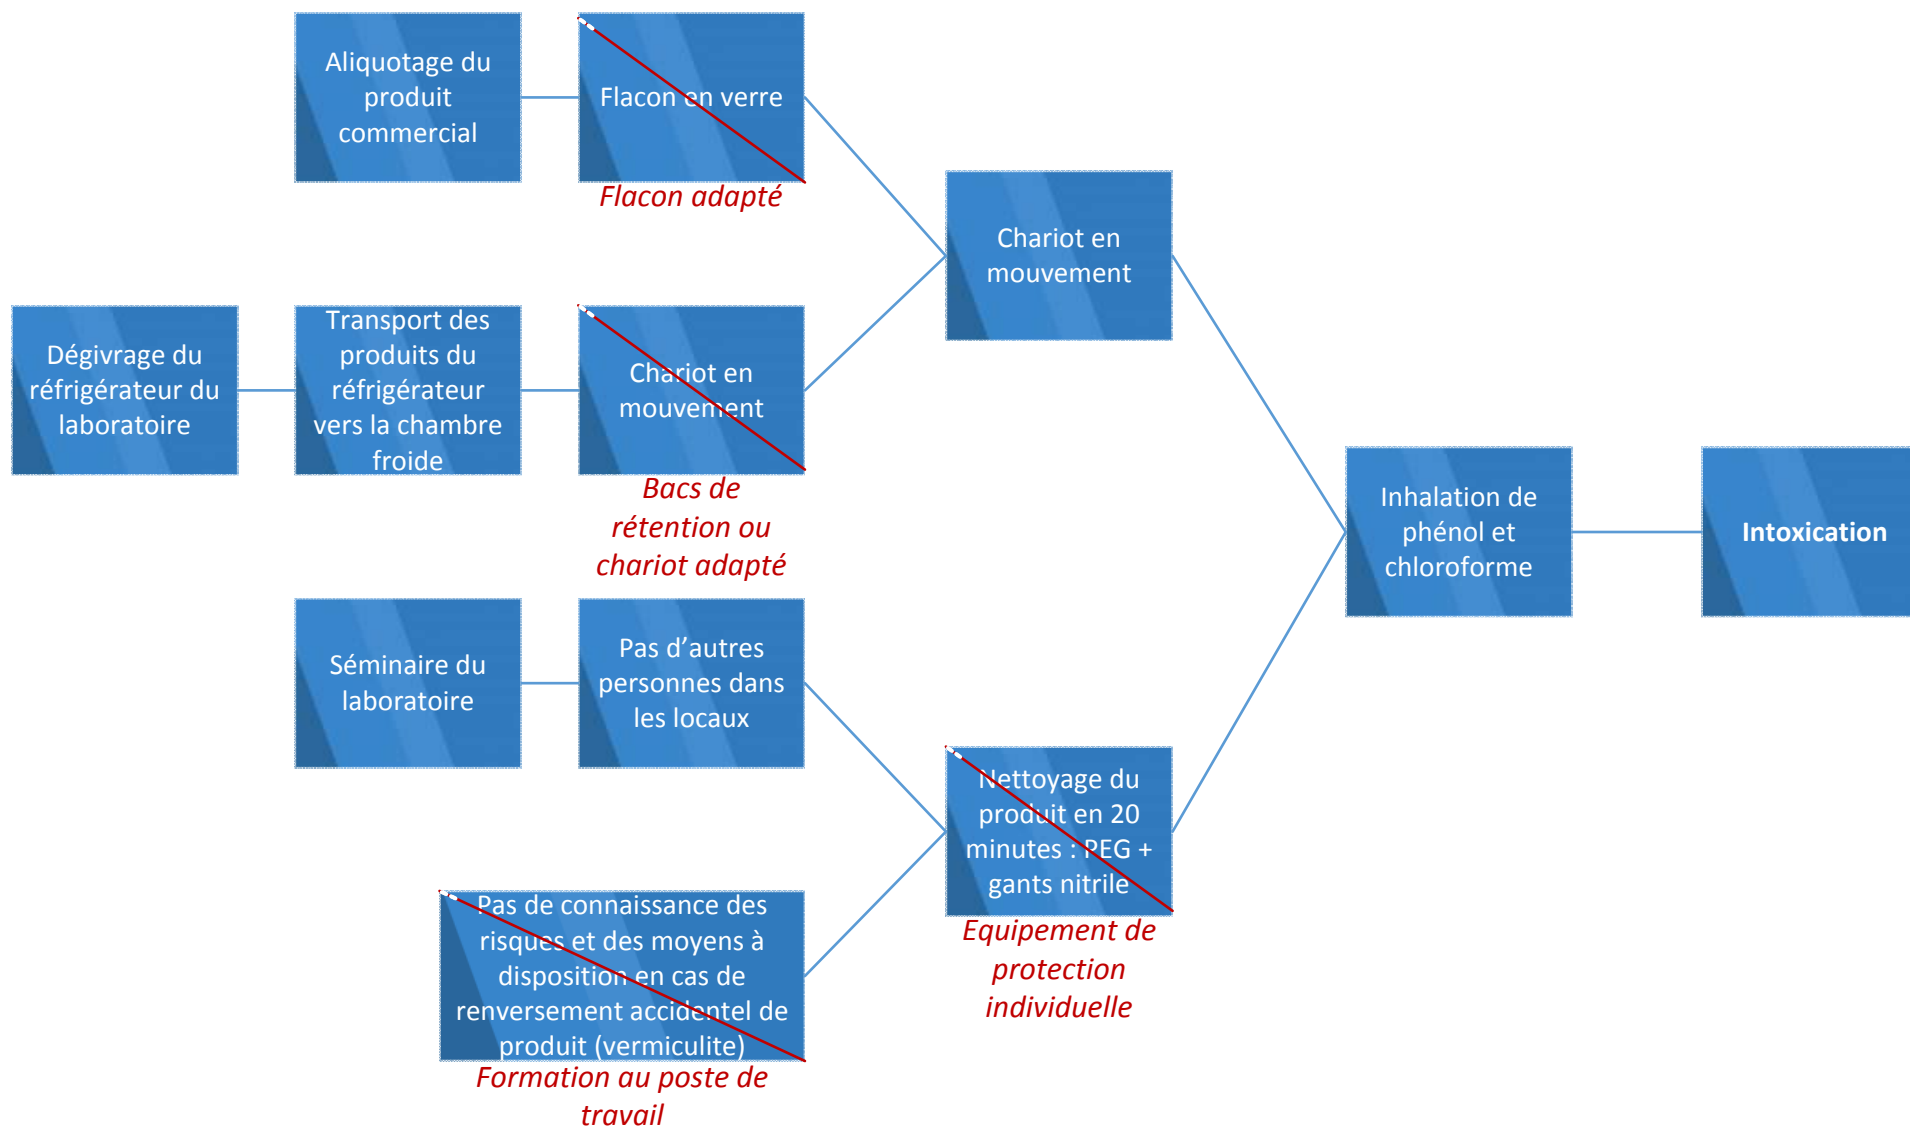 Aliquotage du
produit
commercial
Flacon en verre
Flacon adapté
Chariot en
mouvement
Dégivrage du
réfrigérateur du
laboratoire
Transport des
produits du
réfrigérateur
vers la chambre
froide
Chariot en
mouvement
Bacs de
rétention ou
chariot adapté
Inhalation de
phénol et
chloroforme
Intoxication
Séminaire du
laboratoire
Pas d’autres
personnes dans
les locaux
Nettoyage du
produit en 20
minutes : PEG +
gants nitrile
Equipement de
protection
individuelle
Pas de connaissance des
risques et des moyens à
disposition en cas de
renversement accidentel de
produit (vermiculite)
Formation au poste de
travail